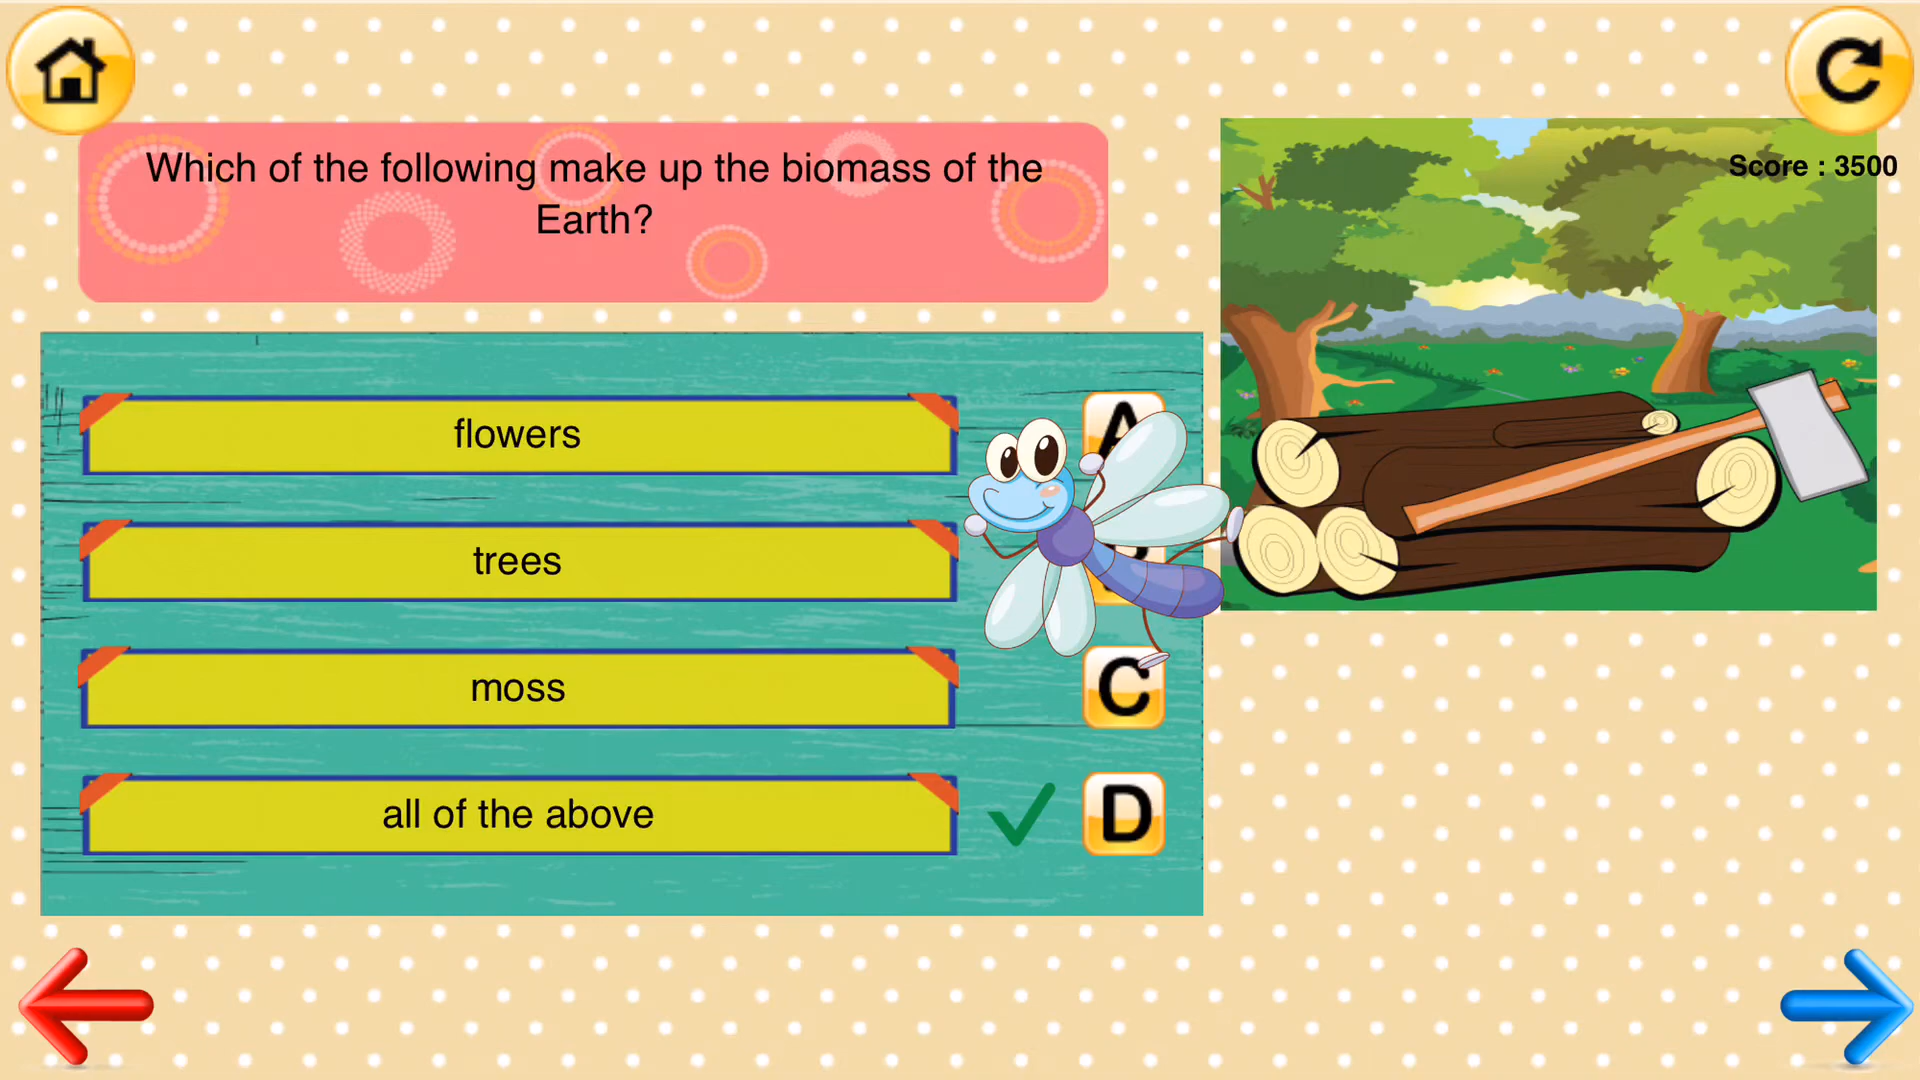 Score : 3500
Which of the following make up the biomass of the
Earth?
flowers
A
trees
moss
C
all of the above
D